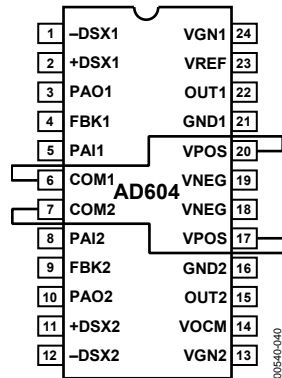 1 –DSX1 VGN1 24
2 +DSX1 VREF 23
3 PAO1 OUT1 22
4 FBK1 GND1 21
5 PAI1 VPOS 20
6 COM1 VNEG 19
AD604
7 COM2 VNEG 18
8 PAI2 VPOS 17
9 FBK2 GND2 16
10 PAO2 OUT2 15
11 +DSX2 VOCM 14
12 –DSX2 VGN2 13
00540-040